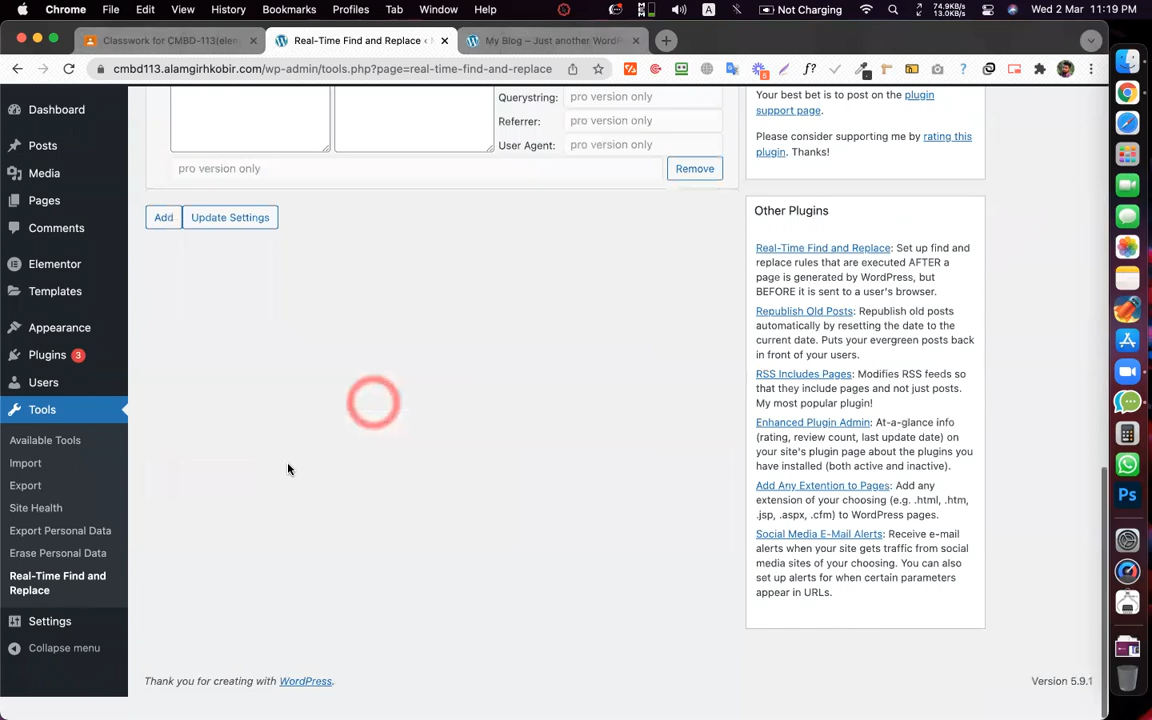 Chrome File Edit View History Bookmarks Profiles Tab Window Help A Not Charging 74.9KB/s 13.0KB/s Wed 2 Mar 11:19 PM
Classwork for CMBD-113(elen
Real-Time Find and Replace ‹
My Blog – Just another WordP
cmbd113.alamgirhkobir.com/wp-admin/tools.php?page=real-time-find-and-replace
Dashboard
Posts
Media
Pages
Comments
Elementor
Templates
Appearance
Plugins 3
Users
Tools
Available Tools
Import
Export
Site Health
Export Personal Data
Erase Personal Data
Real-Time Find and
Replace
Settings
Collapse menu
Querystring: pro version only
Referrer: pro version only
User Agent: pro version only
pro version only
Remove
Add
Update Settings
Your best bet is to post on the plugin
support page.
Please consider supporting me by rating this
plugin. Thanks!
Other Plugins
Real-Time Find and Replace: Set up find and
replace rules that are executed AFTER a
page is generated by WordPress, but
BEFORE it is sent to a user's browser.
Republish Old Posts: Republish old posts
automatically by resetting the date to the
current date. Puts your evergreen posts back
in front of your users.
RSS Includes Pages: Modifies RSS feeds so
that they include pages and not just posts.
My most popular plugin!
Enhanced Plugin Admin: At-a-glance info
(rating, review count, last update date) on
your site's plugin page about the plugins you
have installed (both active and inactive).
Add Any Extention to Pages: Add any
extension of your choosing (e.g. .html, .htm,
.jsp, .aspx, .cfm) to WordPress pages.
Social Media E-Mail Alerts: Receive e-mail
alerts when your site gets traffic from social
media sites of your choosing. You can also
set up alerts for when certain parameters
appear in URLs.
Thank you for creating with WordPress.
Version 5.9.1